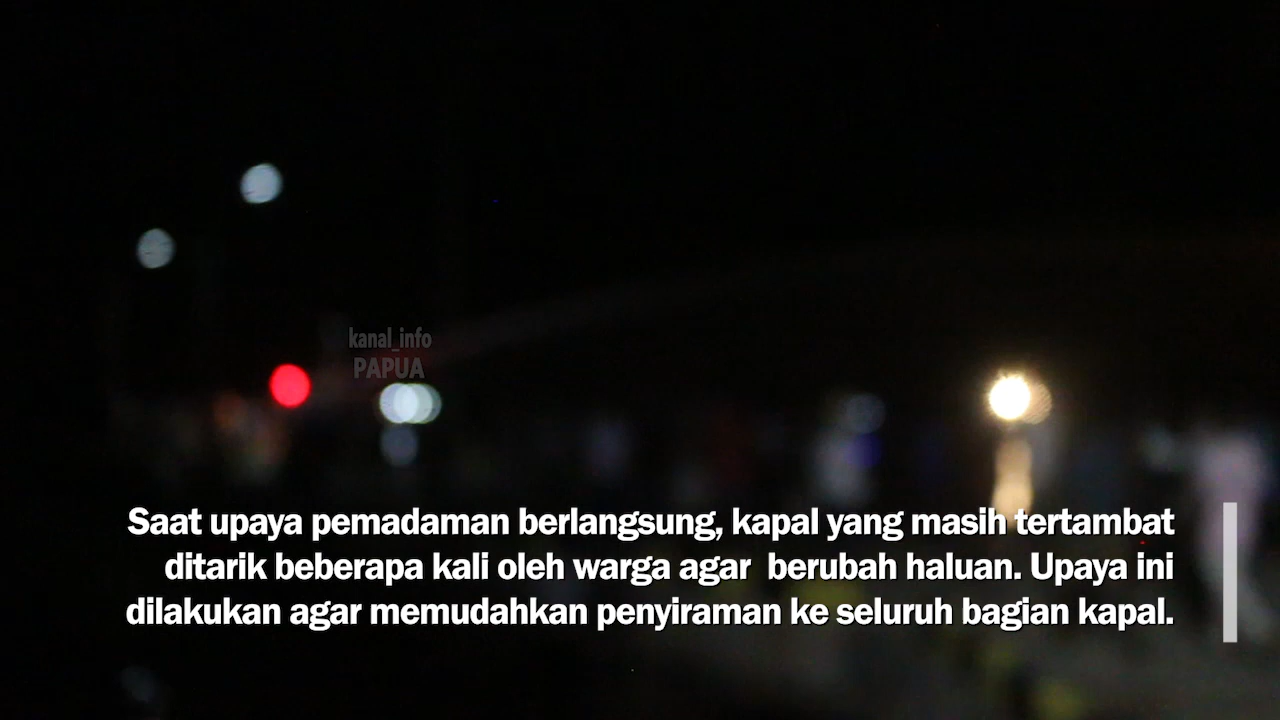 kanal_info
PAPUA
Saat upaya pemadaman berlangsung, kapal yang masih tertambat
ditarik beberapa kali oleh warga agar  berubah haluan. Upaya ini
dilakukan agar memudahkan penyiraman ke seluruh bagian kapal.